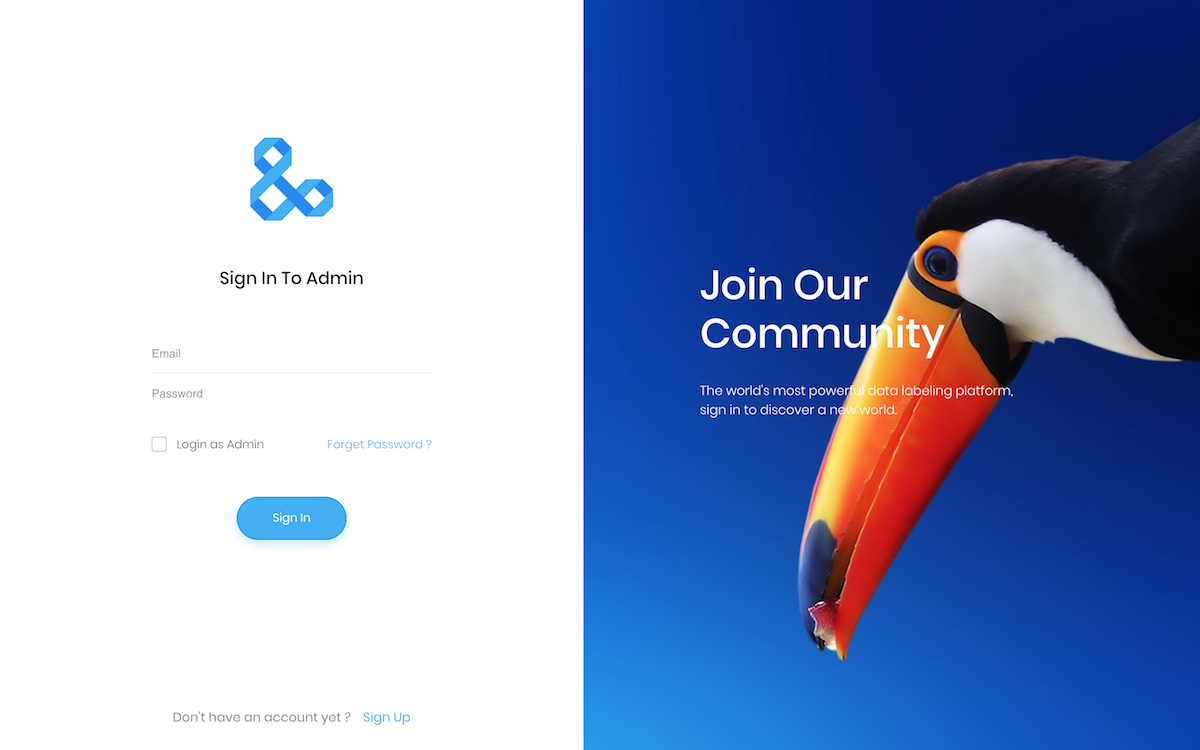 Sign In To Admin
Email
Password
Login as Admin
Forget Password ?
Sign In
Don't have an account yet ? Sign Up
Join Our
Community
The world's most powerful data labeling platform,
sign in to discover a new world.